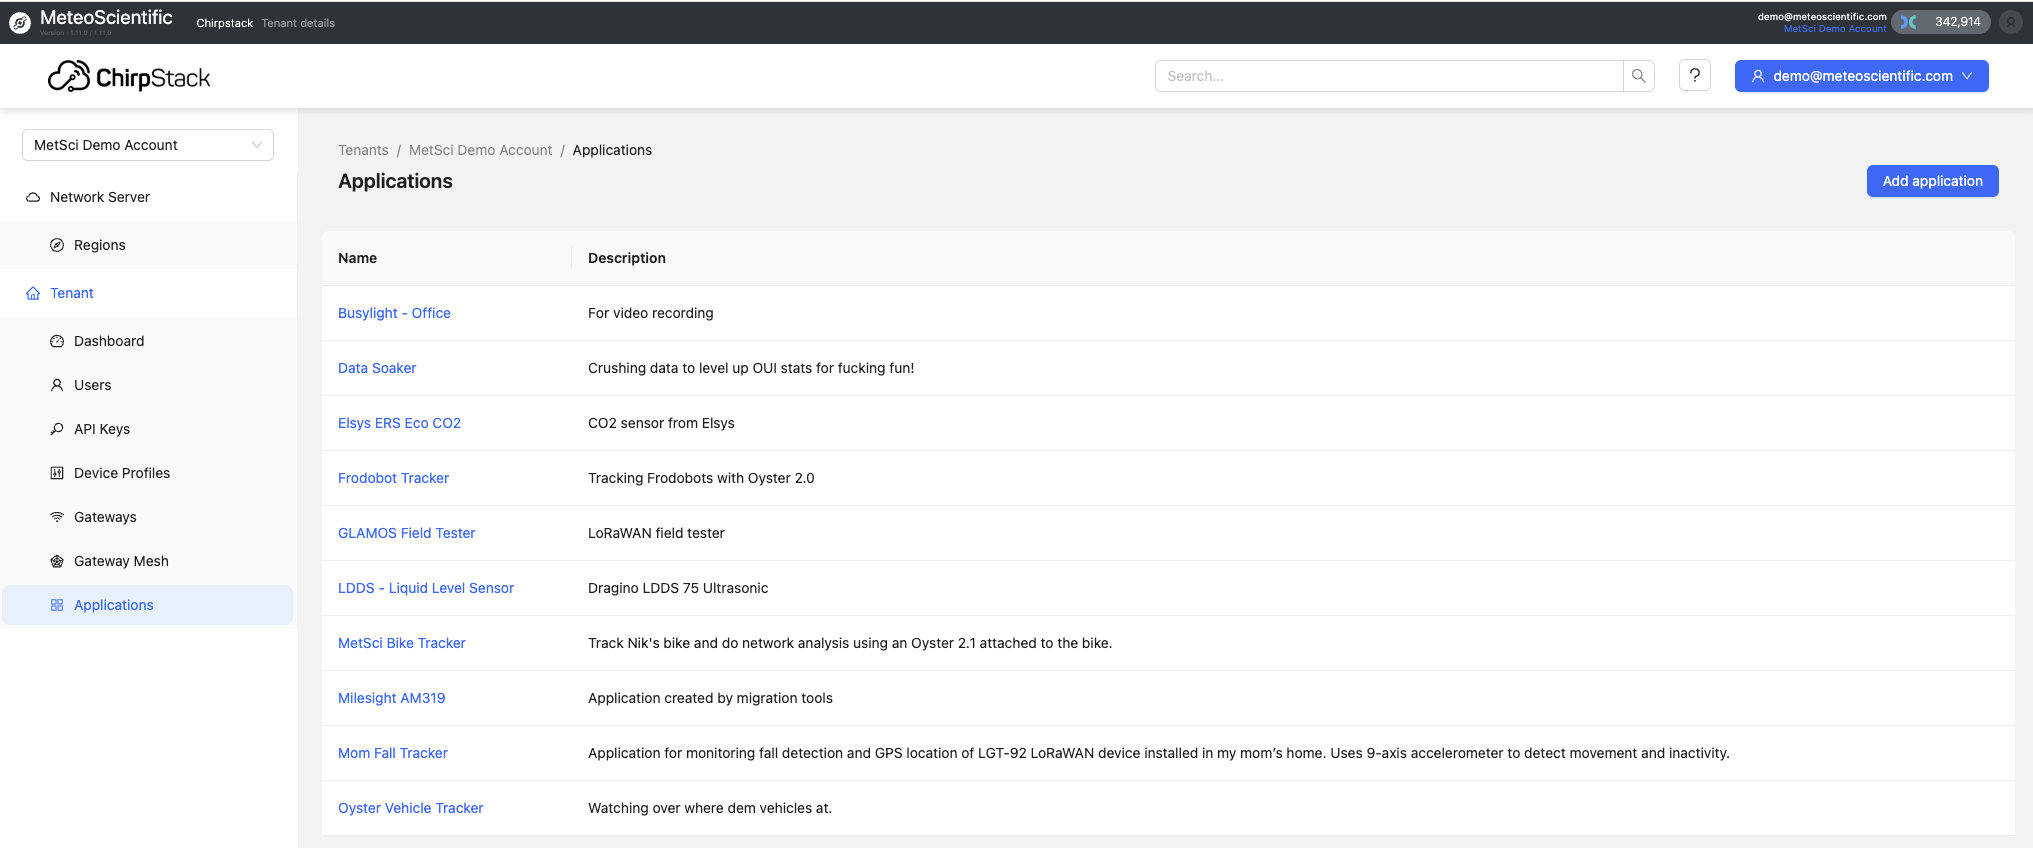 MeteoScientific
Version : 1.11.6 / 1.11.0
Chirpstack Tenant details
demo@meteoscientific.com
MetSci Demo Account
342,914
ChirpStack
Search...
?
demo@meteoscientific.com
MetSci Demo Account
Network Server
Regions
Tenant
Dashboard
Users
API Keys
Device Profiles
Gateways
Gateway Mesh
Applications
Tenants / MetSci Demo Account / Applications
Applications
Add application
Name Description
Busylight - Office For video recording
Data Soaker Crushing data to level up OUI stats for fucking fun!
Elsys ERS Eco CO2 CO2 sensor from Elsys
Frodobot Tracker Tracking Frodobots with Oyster 2.0
GLAMOS Field Tester LoRaWAN field tester
LDDS - Liquid Level Sensor Dragino LDDS 75 Ultrasonic
MetSci Bike Tracker Track Nik's bike and do network analysis using an Oyster 2.1 attached to the bike.
Milesight AM319 Application created by migration tools
Mom Fall Tracker Application for monitoring fall detection and GPS location of LGT-92 LoRaWAN device installed in my mom’s home. Uses 9-axis accelerometer to detect movement and inactivity.
Oyster Vehicle Tracker Watching over where dem vehicles at.